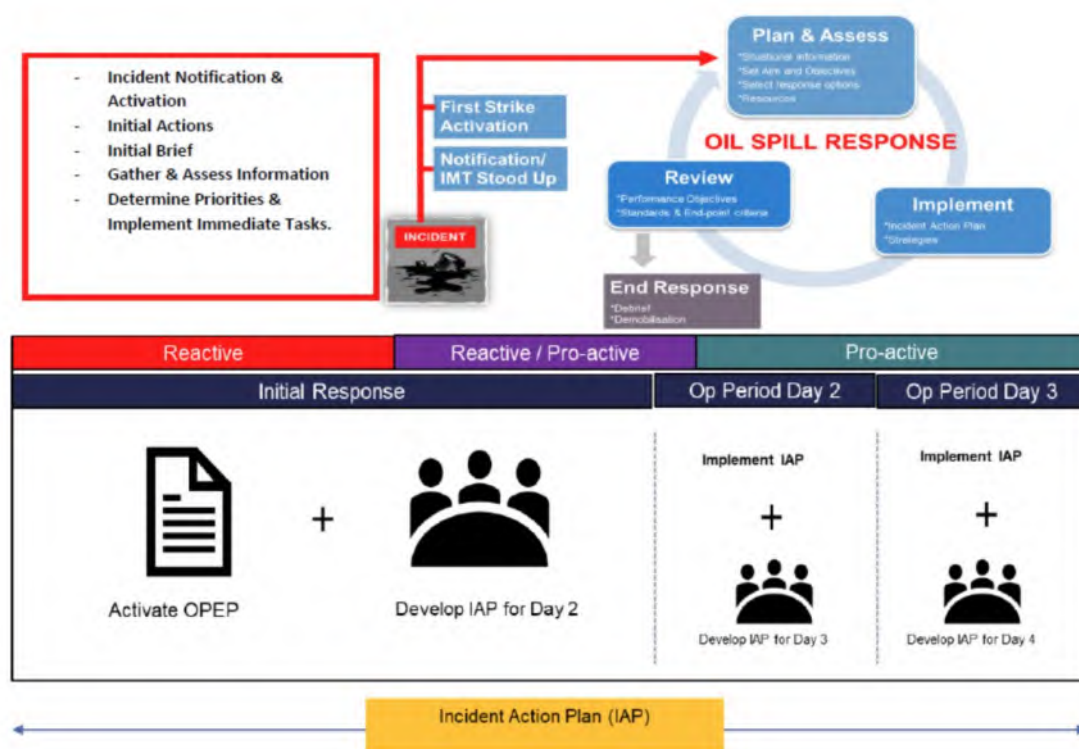 - Incident Notification &
Activation
- Initial Actions
- Initial Brief
- Gather & Assess Information
- Determine Priorities &
Implement Immediate Tasks.
First Strike
Activation
Notification/
IMT Stood Up
INCIDENT
Plan & Assess
*Situational information
*Set Aim and Objectives
*Select response options
*Resources
OIL SPILL RESPONSE
Review
*Performance Objectives
*Standards & End-point criteria
Implement
*Incident Action Plan
*Strategies
End Response
*Debrief
*Demobilisation
Reactive
Reactive / Pro-active
Pro-active
Initial Response
Op Period Day 2
Op Period Day 3
+
Activate OPEP
Develop IAP for Day 2
Implement IAP
+
Develop IAP for Day 3
Implement IAP
+
Develop IAP for Day 4
Incident Action Plan (IAP)